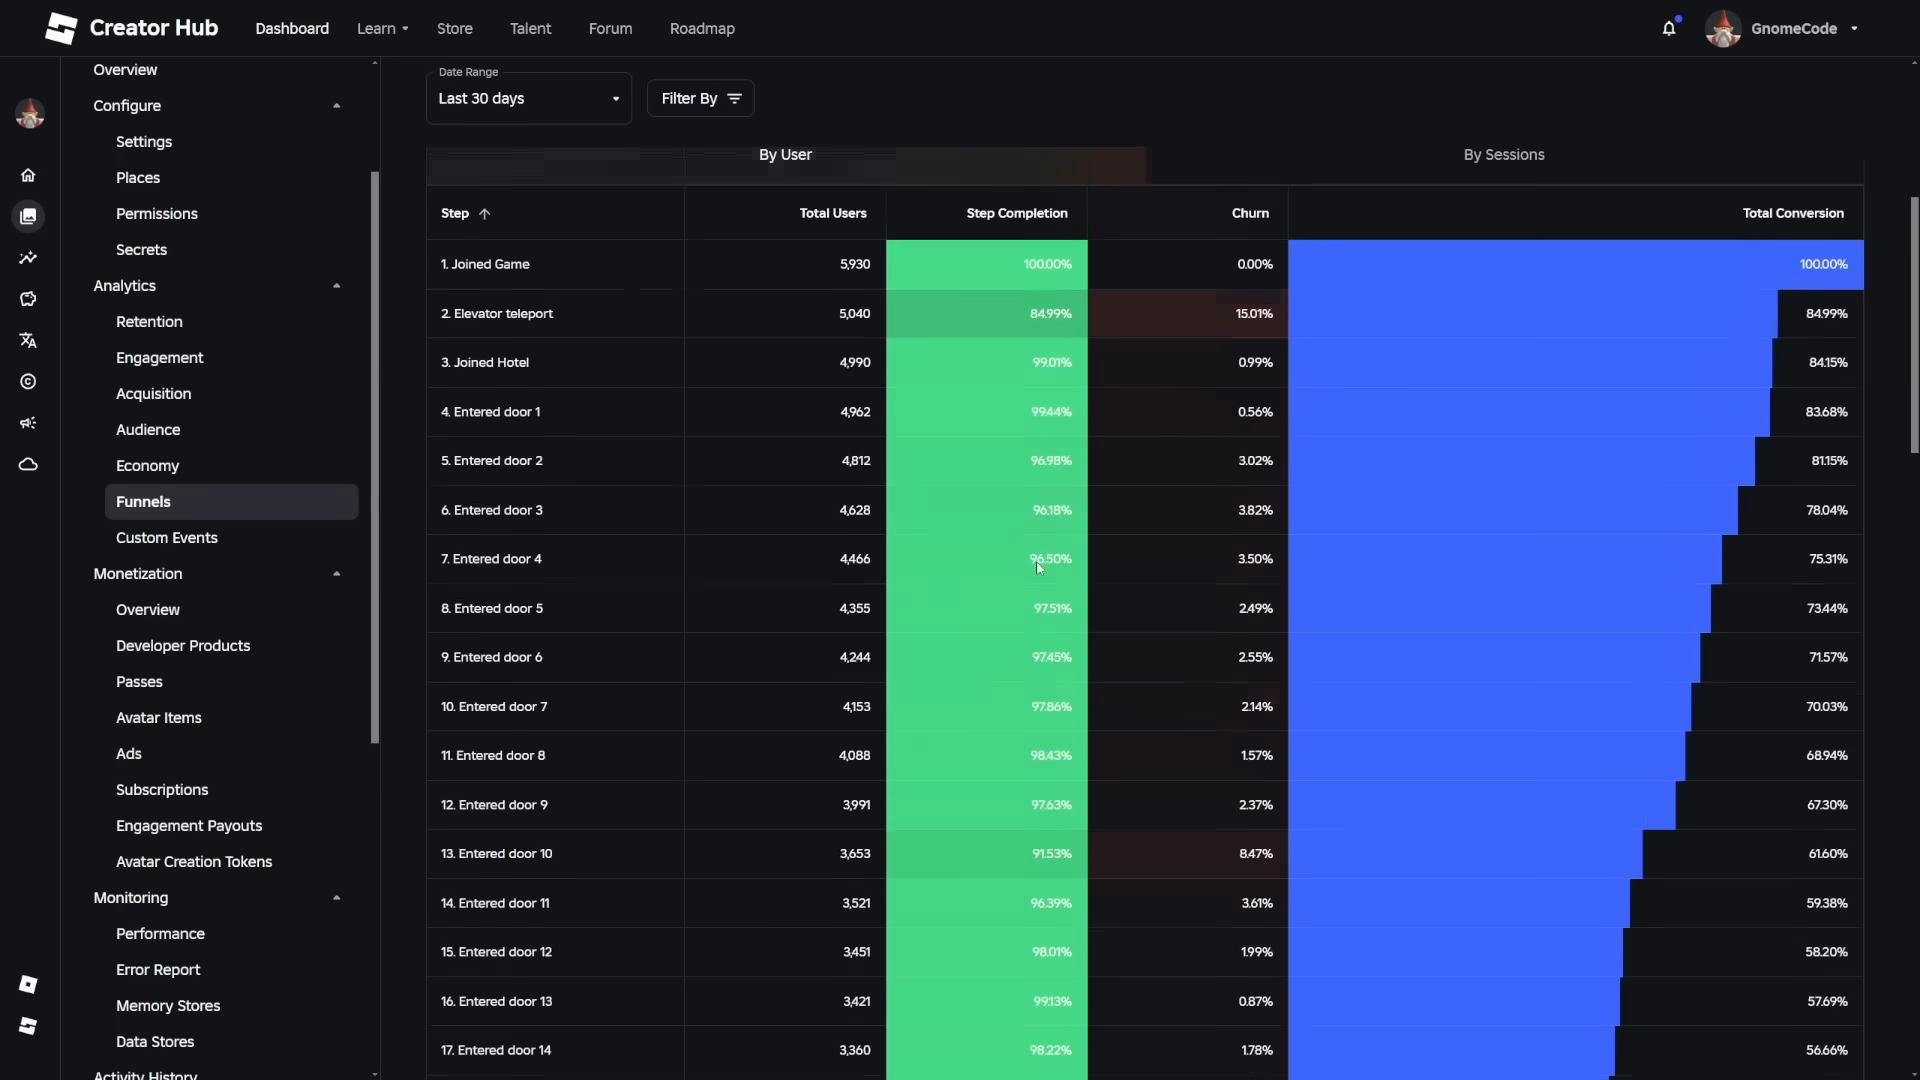 Creator Hub Dashboard Learn Store Talent Forum Roadmap GnomeCode
Overview
Configure
Settings
Places
Permissions
Secrets
Analytics
Retention
Engagement
Acquisition
Audience
Economy
Funnels
Custom Events
Monetization
Overview
Developer Products
Passes
Avatar Items
Ads
Subscriptions
Engagement Payouts
Avatar Creation Tokens
Monitoring
Performance
Error Report
Memory Stores
Data Stores
Activity History
Date Range
Last 30 days Filter By
By User By Sessions
Step Total Users Step Completion Churn Total Conversion
1. Joined Game 5,930 100.00% 0.00% 100.00%
2. Elevator teleport 5,040 84.99% 15.01% 84.99%
3. Joined Hotel 4,990 99.01% 0.99% 84.15%
4. Entered door 1 4,962 99.44% 0.56% 83.68%
5. Entered door 2 4,812 96.98% 3.02% 81.15%
6. Entered door 3 4,628 96.18% 3.82% 78.04%
7. Entered door 4 4,466 96.50% 3.50% 75.31%
8. Entered door 5 4,355 97.51% 2.49% 73.44%
9. Entered door 6 4,244 97.45% 2.55% 71.57%
10. Entered door 7 4,153 97.86% 2.14% 70.03%
11. Entered door 8 4,088 98.43% 1.57% 68.94%
12. Entered door 9 3,991 97.63% 2.37% 67.30%
13. Entered door 10 3,653 91.53% 8.47% 61.60%
14. Entered door 11 3,521 96.39% 3.61% 59.38%
15. Entered door 12 3,451 98.01% 1.99% 58.20%
16. Entered door 13 3,421 99.13% 0.87% 57.69%
17. Entered door 14 3,360 98.22% 1.78% 56.66%